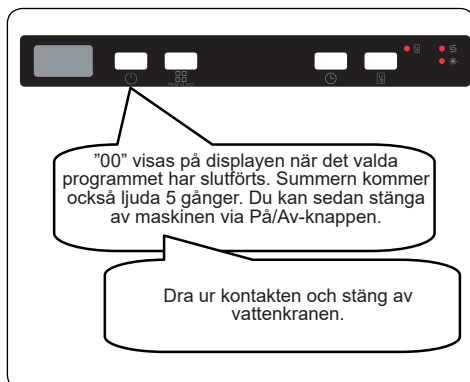 "00" visas på displayen när det valda
programmet har slutförts. Summern kommer
också ljuda 5 gånger. Du kan sedan stänga
av maskinen via På/Av-knappen.
Dra ur kontakten och stäng av
vattenkranen.